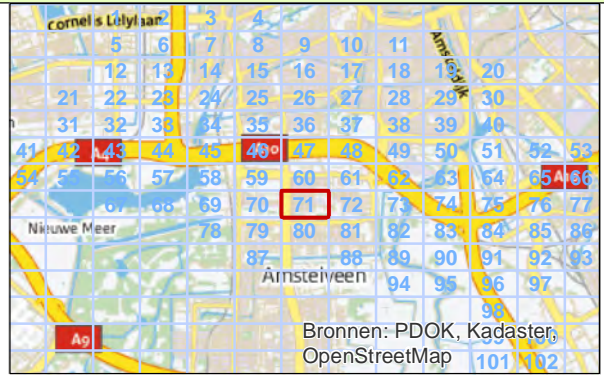 Cornelis Lelylaan 1 2 3 4
5 6 7 8 9 10 11 Amsteldijk
12 13 14 15 16 17 18 19 20
21 22 23 24 25 26 27 28 29 30
31 32 33 34 35 36 37 38 39 40
41 42 A4 43 44 45 46 47 48 49 50 51 52 53
54 55 56 57 58 59 60 61 62 63 64 65 66
67 68 69 70 71 72 73 74 75 76 77
Nieuwe Meer 78 79 80 81 82 83 84 85 86
87 88 89 90 91 92 93
Amstelveen 94 95 96 97
98
A9 Bronnen: PDOK, Kadaster,
OpenStreetMap 101 102